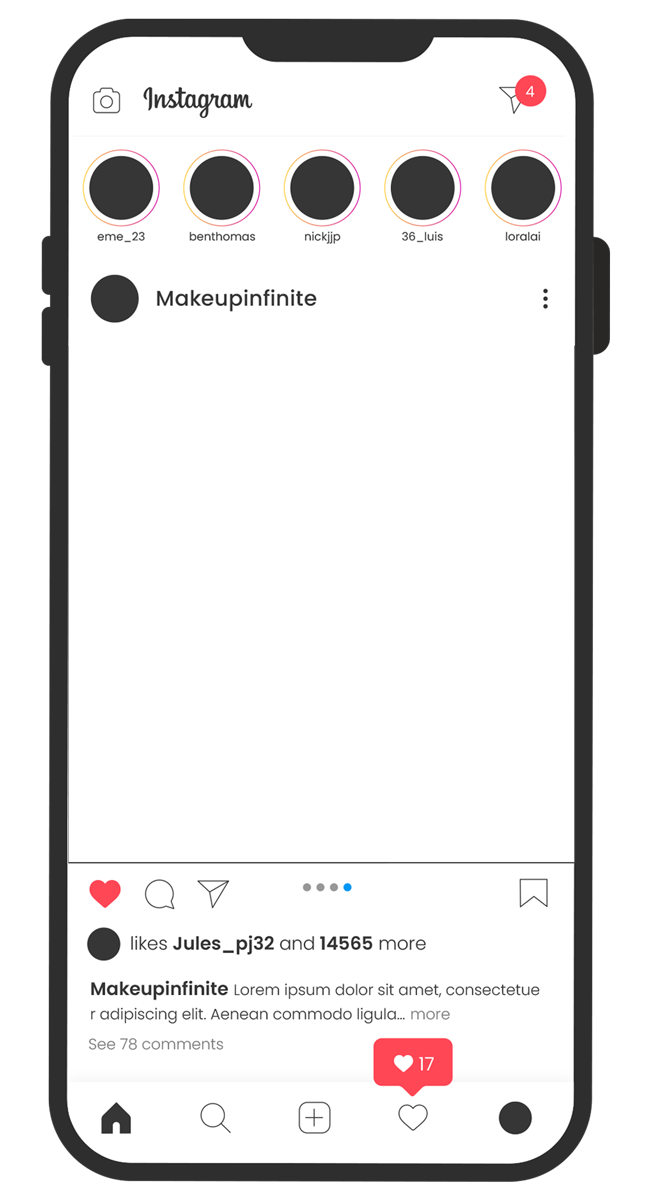 Instagram
4
eme_23
benthomas
nickjjp
36_luis
loralai
Makeupinfinite
likes Jules_pj32 and 14565 more
Makeupinfinite Lorem ipsum dolor sit amet, consectetue
r adipiscing elit. Aenean commodo ligula... more
See 78 comments
17